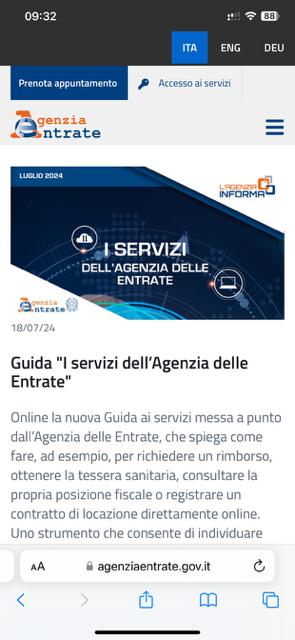 09:32
88
ITA ENG DEU
Prenota appuntamento Accesso ai servizi
Agenzia
Entrate
LUGLIO 2024
L'AGENZIA
INFORMA
I SERVIZI
DELL'AGENZIA DELLE
ENTRATE
Agenzia
Entrate
18/07/24
Guida "I servizi dell’Agenzia delle
Entrate"
Online la nuova Guida ai servizi messa a punto
dall’Agenzia delle Entrate, che spiega come
fare, ad esempio, per richiedere un rimborso,
ottenere la tessera sanitaria, consultare la
propria posizione fiscale o registrare un
contratto di locazione direttamente online.
Uno strumento che consente di individuare
AA agenziaentrate.gov.it